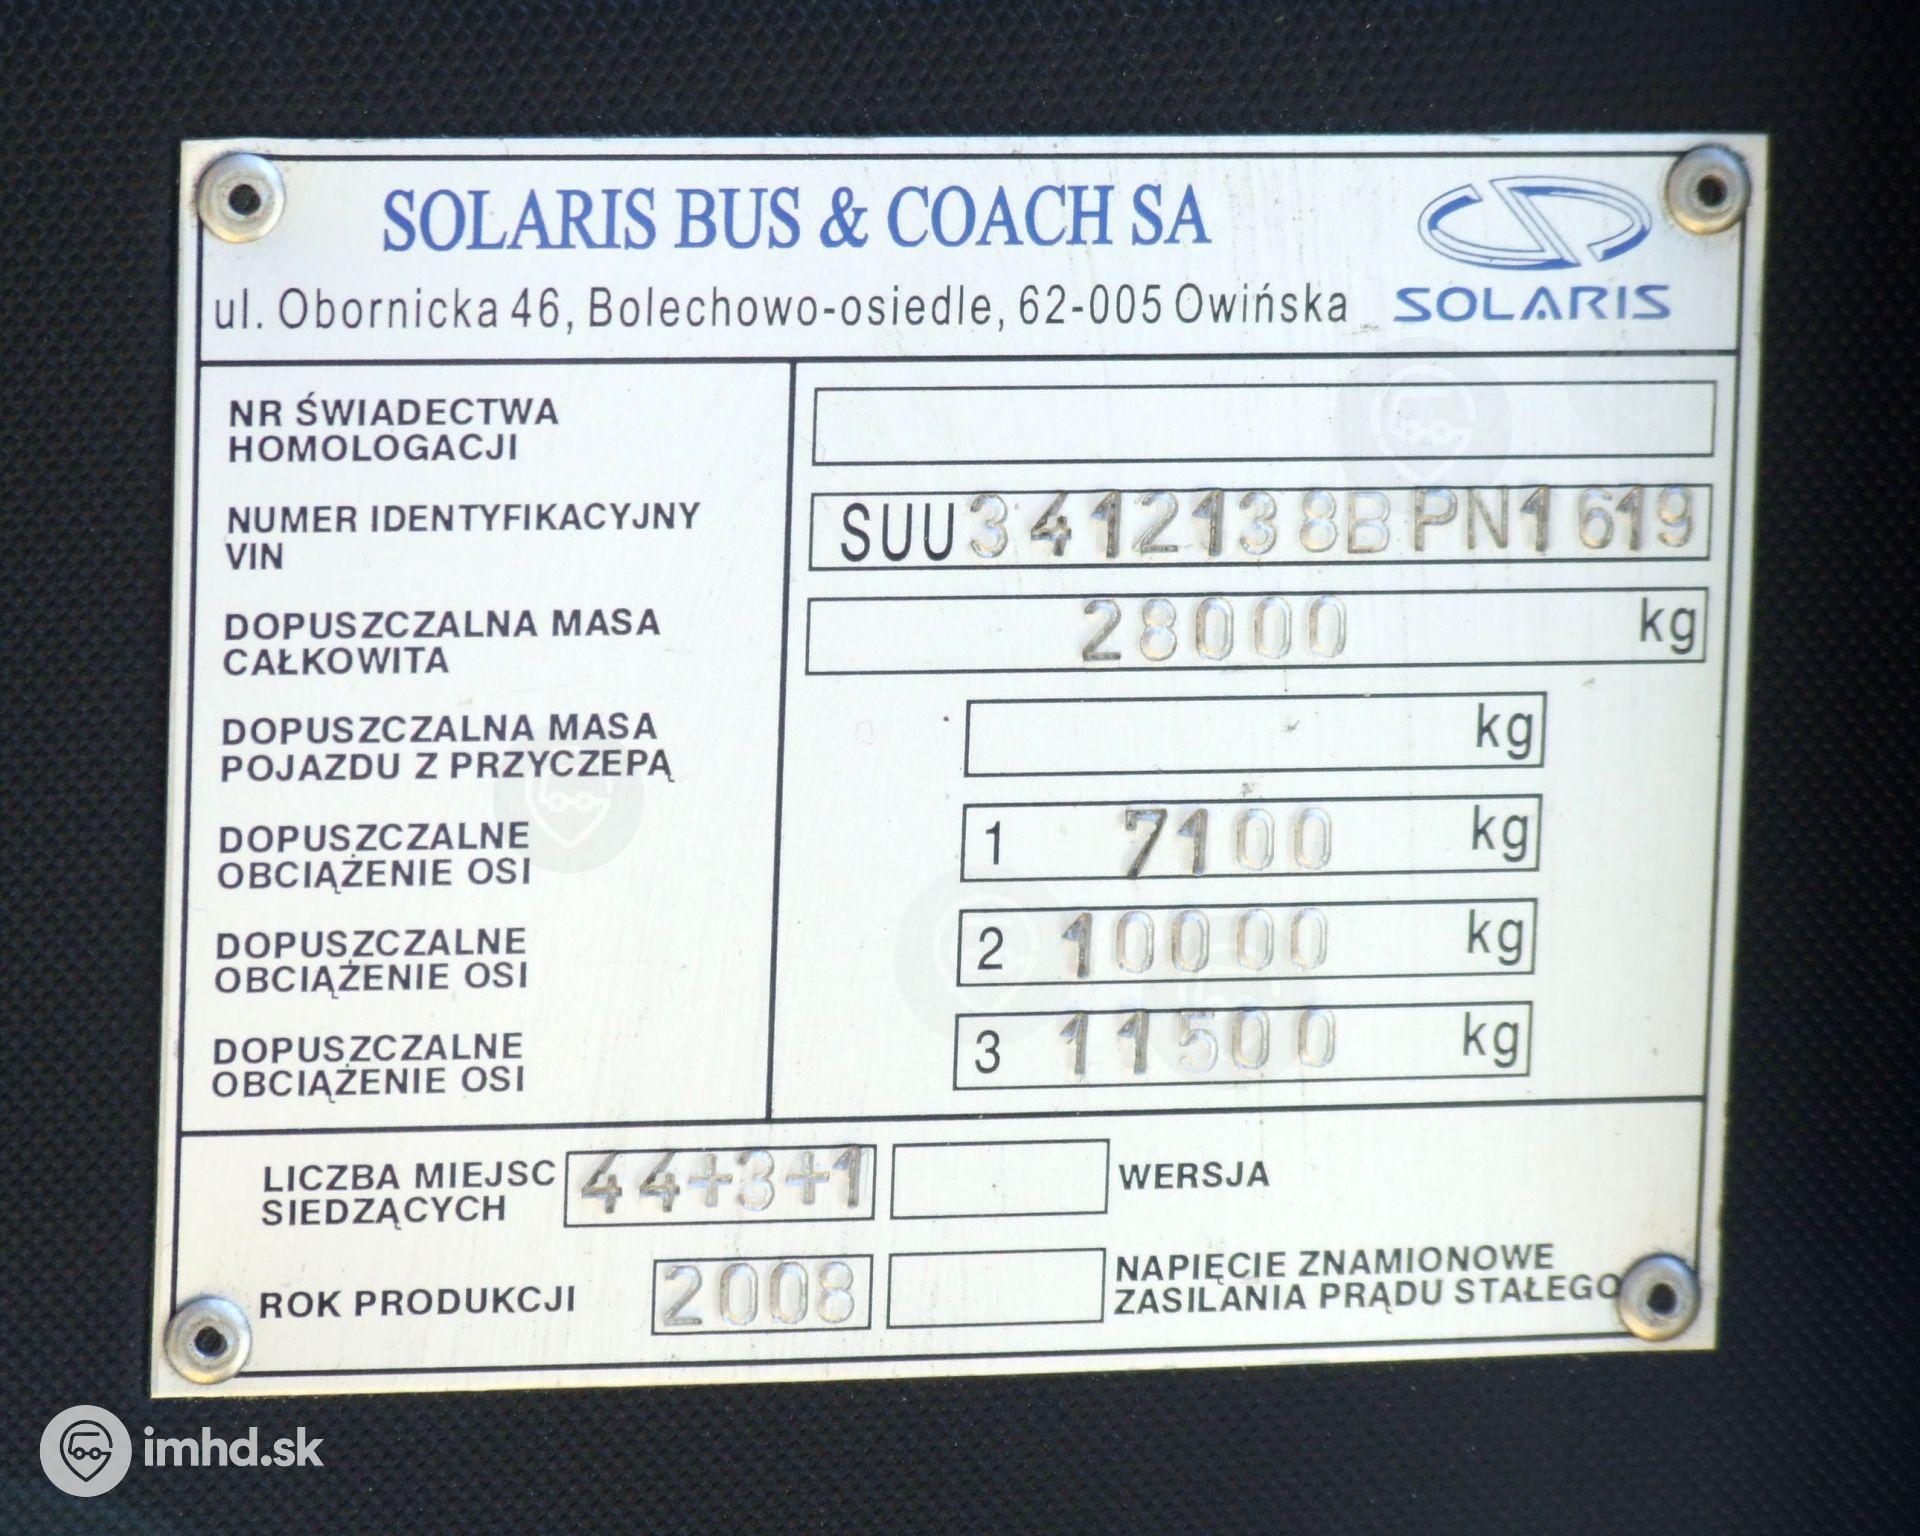 SOLARIS BUS & COACH SA
SOLARIS
ul. Obornicka 46, Bolechowo-osiedle, 62-005 Owińska
NR ŚWIADECTWA
HOMOLOGACJI
NUMER IDENTYFIKACYJNY
VIN
SUU3412138BPN1619
DOPUSZCZALNA MASA
CAŁKOWITA
28000 kg
DOPUSZCZALNA MASA
POJAZDU Z PRZYCZEPĄ
kg
DOPUSZCZALNE
OBCIĄŻENIE OSI
1 7100 kg
DOPUSZCZALNE
OBCIĄŻENIE OSI
2 10000 kg
DOPUSZCZALNE
OBCIĄŻENIE OSI
3 11500 kg
LICZBA MIEJSC
SIEDZĄCYCH
44+3+1
WERSJA
ROK PRODUKCJI
2008
NAPIĘCIE ZNAMIONOWE
ZASILANIA PRĄDU STAŁEGO
imhd.sk